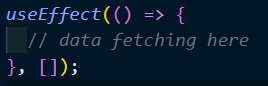 useEffect(() => {
  // data fetching here
}, []);